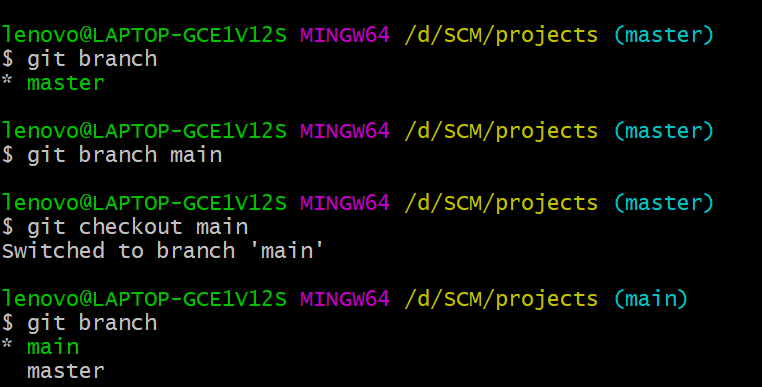 lenovo@LAPTOP-GCE1V12S MINGW64 /d/SCM/projects (master)
$ git branch
* master
lenovo@LAPTOP-GCE1V12S MINGW64 /d/SCM/projects (master)
$ git branch main
lenovo@LAPTOP-GCE1V12S MINGW64 /d/SCM/projects (master)
$ git checkout main
Switched to branch 'main'
lenovo@LAPTOP-GCE1V12S MINGW64 /d/SCM/projects (main)
$ git branch
* main
  master